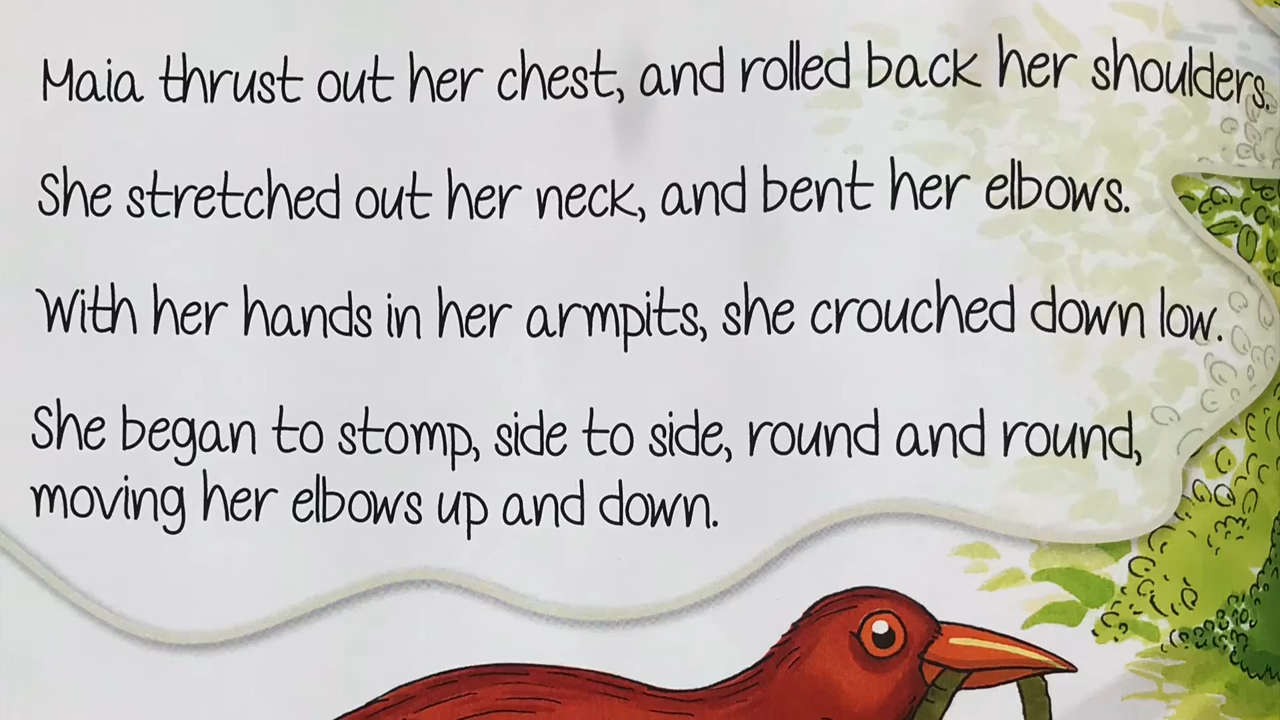 Maia thrust out her chest, and rolled back her shoulders.
She stretched out her neck, and bent her elbows.
With her hands in her armpits, she crouched down low.
She began to stomp, side to side, round and round,
moving her elbows up and down.